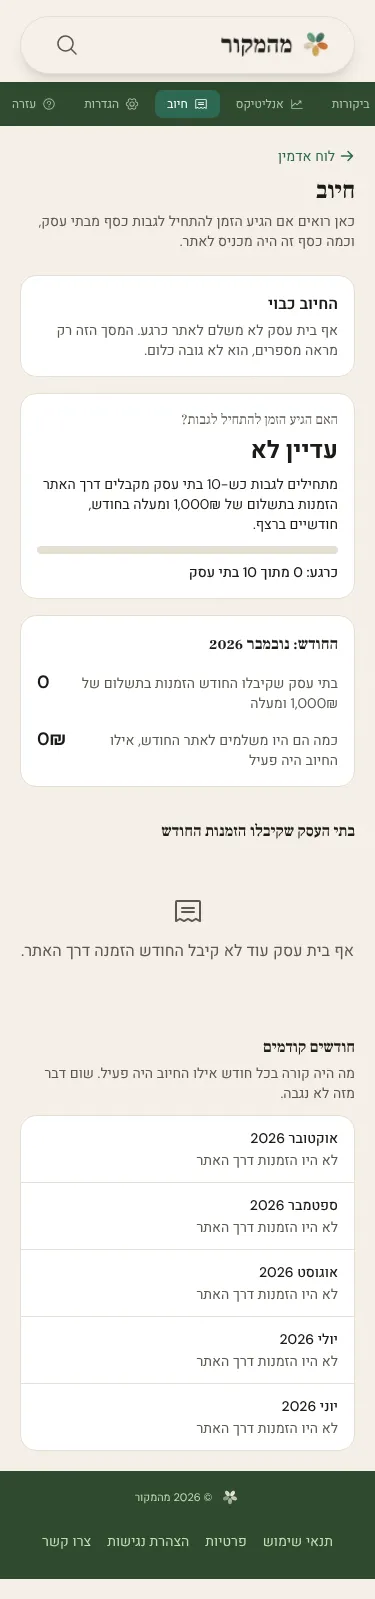 מהמקור
ביקורות
אנליטיקס
חיוב
הגדרות
עזרה
לוח אדמין
חיוב
כאן רואים אם הגיע הזמן להתחיל לגבות כסף מבתי עסק,
וכמה כסף זה היה מכניס לאתר.
החיוב כבוי
אף בית עסק לא משלם לאתר כרגע. המסך הזה רק
מראה מספרים, הוא לא גובה כלום.
האם הגיע הזמן להתחיל לגבות?
עדיין לא
מתחילים לגבות כש-10 בתי עסק מקבלים דרך האתר
הזמנות בתשלום של ₪1,000 ומעלה בחודש,
חודשיים ברצף.
כרגע: 0 מתוך 10 בתי עסק
החודש: נובמבר 2026
בתי עסק שקיבלו החודש הזמנות בתשלום של
₪1,000 ומעלה
0
כמה הם היו משלמים לאתר החודש, אילו
החיוב היה פעיל
0₪
בתי העסק שקיבלו הזמנות החודש
אף בית עסק עוד לא קיבל החודש הזמנה דרך האתר.
חודשים קודמים
מה היה קורה בכל חודש אילו החיוב היה פעיל. שום דבר
מזה לא נגבה.
אוקטובר 2026
לא היו הזמנות דרך האתר
ספטמבר 2026
לא היו הזמנות דרך האתר
אוגוסט 2026
לא היו הזמנות דרך האתר
יולי 2026
לא היו הזמנות דרך האתר
יוני 2026
לא היו הזמנות דרך האתר
© 2026 מהמקור
תנאי שימוש
פרטיות
הצהרת נגישות
צרו קשר